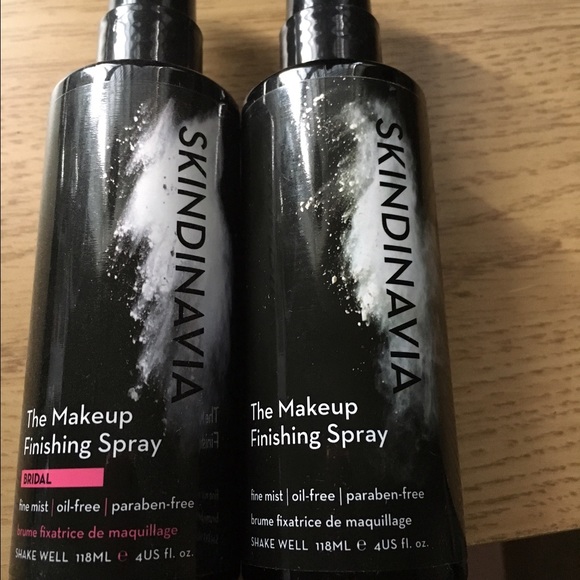 SKINDINAVIA
The Makeup
Finishing Spray
BRIDAL
fine mist | oil-free | paraben-free
brume fixatrice de maquillage
SHAKE WELL 118ML e 4US fl. oz.
SKINDINAVIA
The Makeup
Finishing Spray
fine mist | oil-free | paraben-free
brume fixatrice de maquillage
SHAKE WELL 118ML e 4US fl. oz.